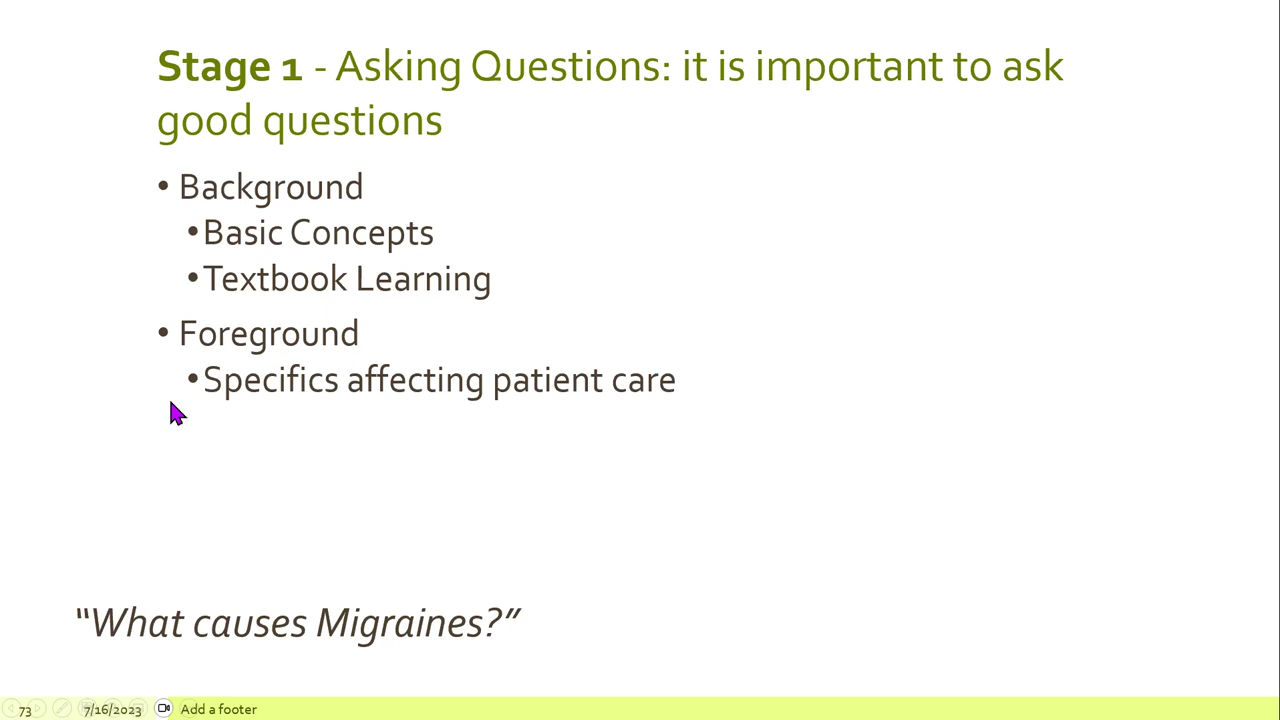 Stage 1 - Asking Questions: it is important to ask
good questions
• Background
•Basic Concepts
•Textbook Learning
• Foreground
•Specifics affecting patient care
“What causes Migraines?”
73 7/16/2023 Add a footer